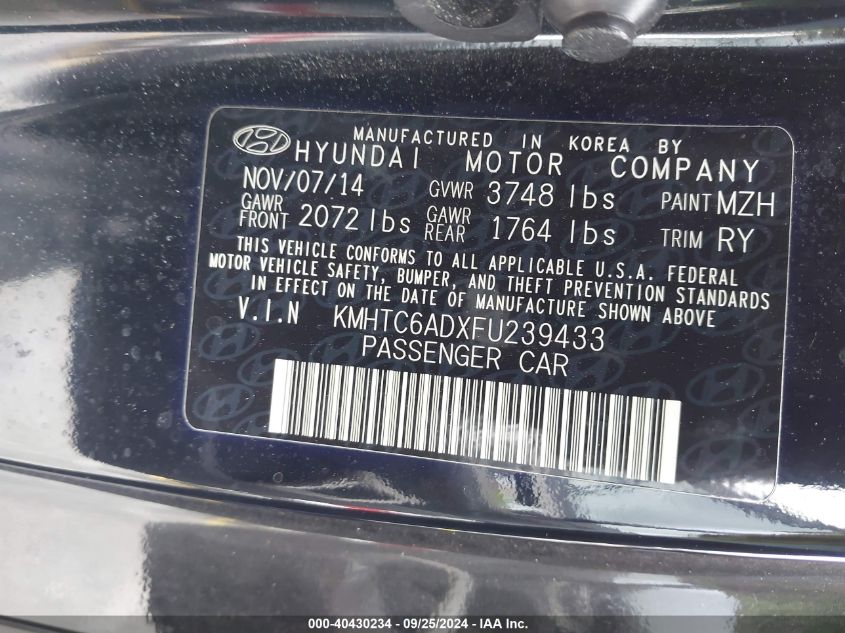 MANUFACTURED IN KOREA BY
HYUNDAI MOTOR COMPANY
NOV/07/14 GVWR 3748 lbs PAINT MZH
GAWR FRONT 2072 lbs GAWR REAR 1764 lbs TRIM RY
THIS VEHICLE CONFORMS TO ALL APPLICABLE U.S.A. FEDERAL
MOTOR VEHICLE SAFETY, BUMPER, AND THEFT PREVENTION STANDARDS
IN EFFECT ON THE DATE OF MANUFACTURE SHOWN ABOVE.
V.I.N KMHTC6ADXFU239433
PASSENGER CAR
000-40430234 - 09/25/2024 - IAAI.COM